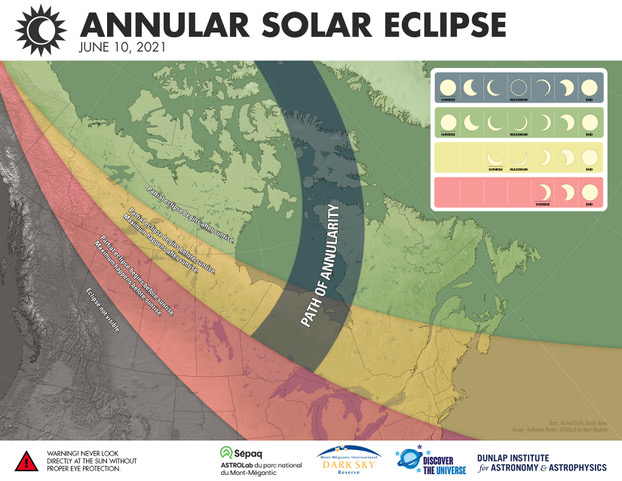 ANNULAR SOLAR ECLIPSE
JUNE 10, 2021
SUNRISE MAXIMUM END
SUNRISE MAXIMUM END
SUNRISE MAXIMUM END
SUNRISE END
Partial eclipse begins after sunrise.
Partial eclipse begins before sunrise.
Maximum happens after sunrise.
Partial eclipse begins before sunrise.
Maximum happens before sunrise.
Eclipse not visible
PATH OF ANNULARITY
WARNING! NEVER LOOK
DIRECTLY AT THE SUN WITHOUT
PROPER EYE PROTECTION.
Sépaq
ASTROLab du parc national
du Mont-Mégantic
Mont-Mégantic International
DARK SKY
Reserve
DISCOVER
THE UNIVERSE
DUNLAP INSTITUTE
for ASTRONOMY & ASTROPHYSICS